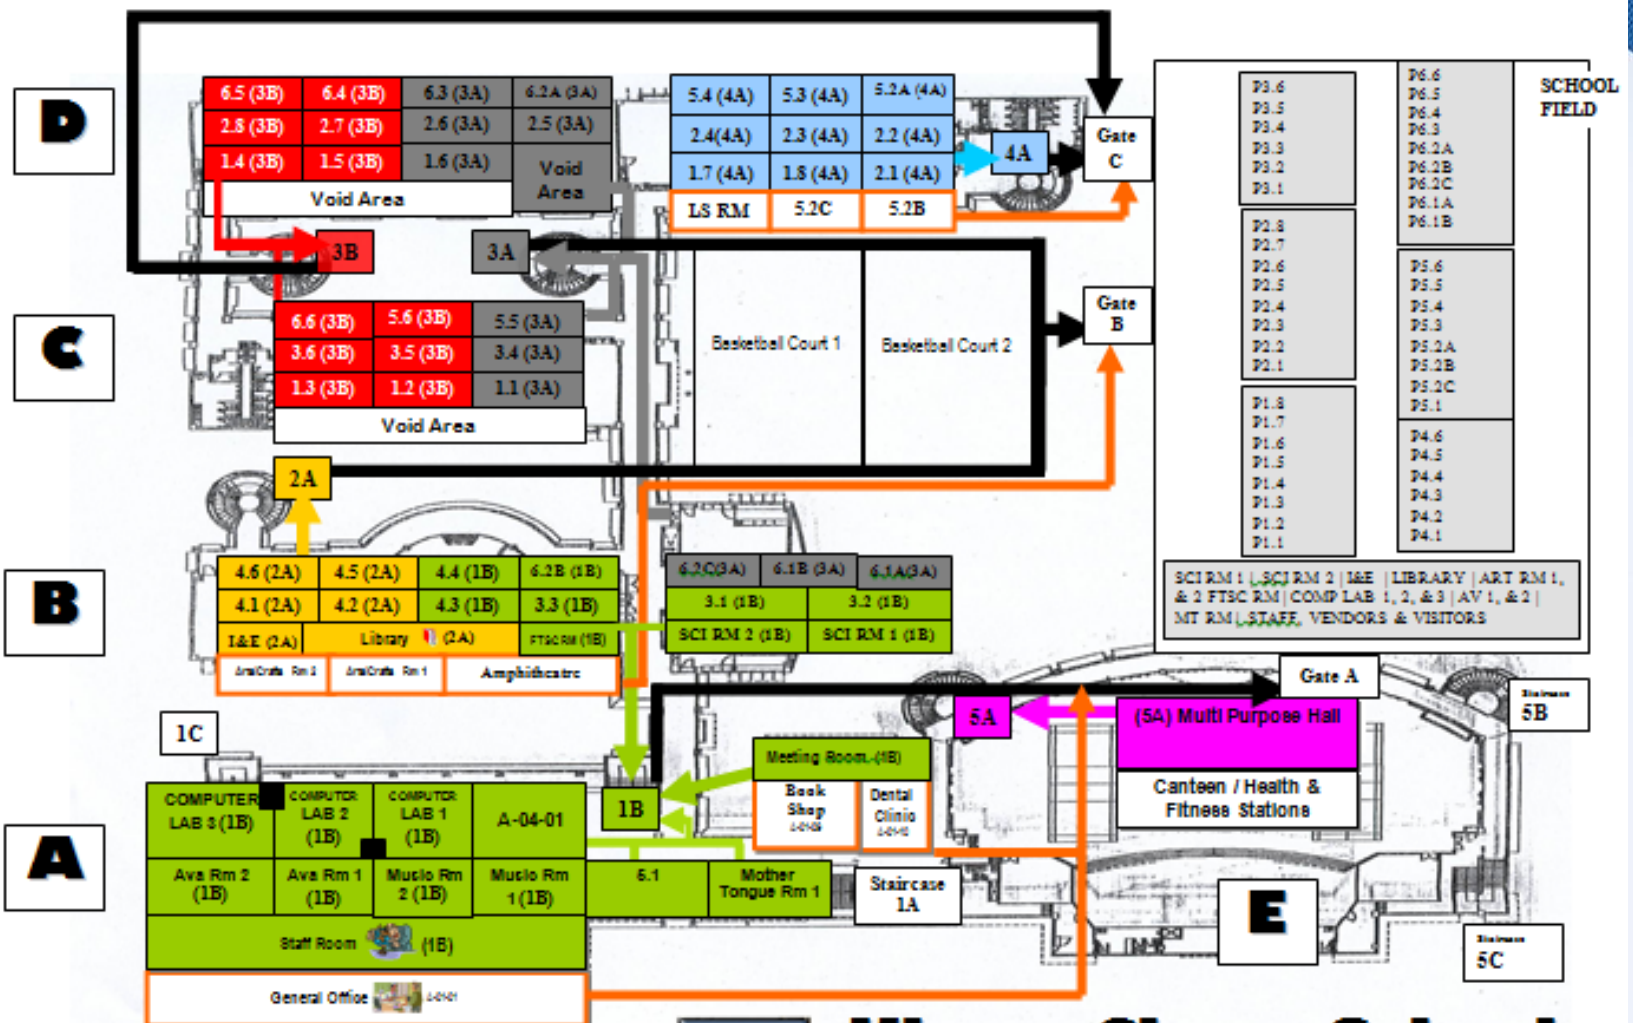 D
6.5 (3B) 6.4 (3B) 6.3 (3A) 6.2A (3A)
2.8 (3B) 2.7 (3B) 2.6 (3A) 2.5 (3A)
1.4 (3B) 1.5 (3B) 1.6 (3A) Void
Area
Void Area
5.4 (4A) 5.3 (4A) 5.2A (4A)
2.4(4A) 2.3 (4A) 2.2 (4A)
1.7 (4A) 1.8 (4A) 2.1 (4A)
LS RM 5.2C 5.2B
4A
Gate
C
3B
3A
C
6.6 (3B) 5.6 (3B) 5.5 (3A)
3.6 (3B) 3.5 (3B) 3.4 (3A)
1.3 (3B) 1.2 (3B) 1.1 (3A)
Void Area
Basketball Court 1
Basketball Court 2
Gate
B
2A
B
4.6 (2A) 4.5 (2A) 4.4 (1B) 6.2B (1B)
4.1 (2A) 4.2 (2A) 4.3 (1B) 3.3 (1B)
I&E (2A) Library (2A) FTSC RM (1B)
Amphitheatre
6.2C(3A) 6.1B (3A) 6.1A(3A)
3.1 (1B) 3.2 (1B)
SCI RM 2 (1B) SCI RM 1 (1B)
SCHOOL
FIELD
P3.6
P3.5
P3.4
P3.3
P3.2
P3.1
P2.8
P2.7
P2.6
P2.5
P2.4
P2.3
P2.2
P2.1
P1.8
P1.7
P1.6
P1.5
P1.4
P1.3
P1.2
P1.1
P6.6
P6.5
P6.4
P6.3
P6.2A
P6.2B
P6.2C
P6.1A
P6.1B
P5.6
P5.5
P5.4
P5.3
P5.2A
P5.2B
P5.2C
P5.1
P4.6
P4.5
P4.4
P4.3
P4.2
P4.1
SCI RM 1 | SCI RM 2 | I&E | LIBRARY | ART RM 1,
& 2 FTSC RM | COMP LAB 1, 2, & 3 | AV 1, & 2 |
MT RM | STAFF, VENDORS & VISITORS
Gate A
5A
(5A) Multi Purpose Hall
Canteen / Health &
Fitness Stations
Staircase
5B
E
Staircase
5C
1C
1B
Meeting Room (1B)
Book
Shop
Dental
Clinic
Staircase
1A
A
COMPUTER
LAB 3 (1B)
COMPUTER
LAB 2
(1B)
COMPUTER
LAB 1
(1B)
A-04-01
Ava Rm 2
(1B)
Ava Rm 1
(1B)
Music Rm
2 (1B)
Music Rm
1 (1B)
5.1
Mother
Tongue Rm 1
Staff Room (1B)
General Office